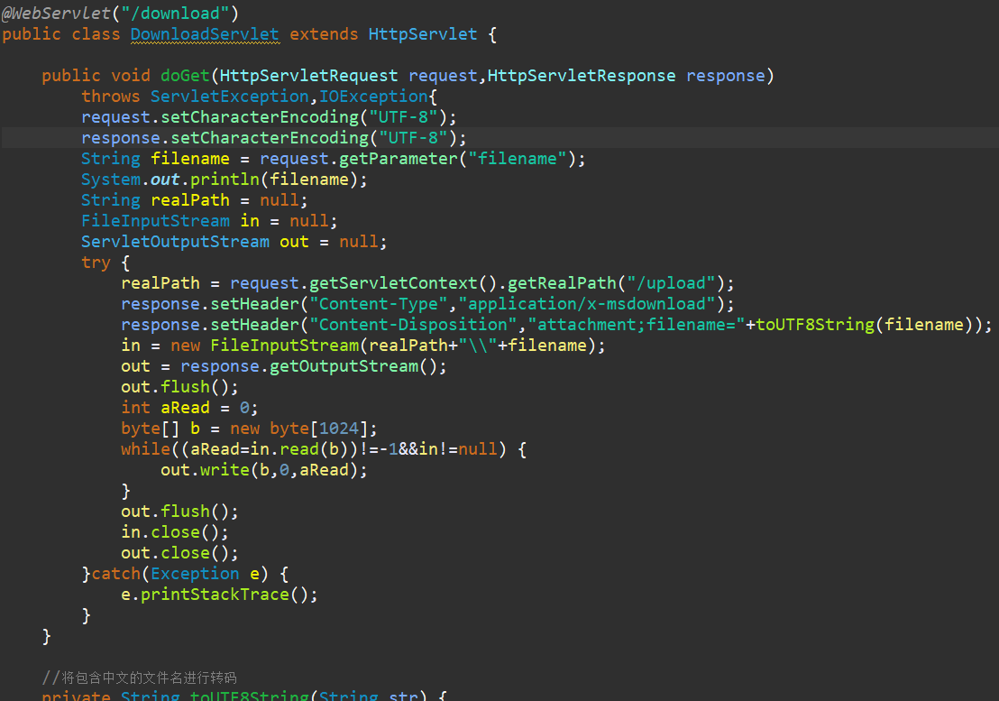 @WebServlet("/download")
public class DownloadServlet extends HttpServlet {
public void doGet(HttpServletRequest request,HttpServletResponse response)
throws ServletException,IOException{
request.setCharacterEncoding("UTF-8");
response.setCharacterEncoding("UTF-8");
String filename = request.getParameter("filename");
System.out.println(filename);
String realPath = null;
FileInputStream in = null;
ServletOutputStream out = null;
try {
realPath = request.getServletContext().getRealPath("/upload");
response.setHeader("Content-Type","application/x-msdownload");
response.setHeader("Content-Disposition","attachment;filename="+toUTF8String(filename));
in = new FileInputStream(realPath+"\\"+filename);
out = response.getOutputStream();
out.flush();
int aRead = 0;
byte[] b = new byte[1024];
while((aRead=in.read(b))!=-1&&in!=null) {
out.write(b,0,aRead);
}
out.flush();
in.close();
out.close();
}catch(Exception e) {
e.printStackTrace();
}
}
//将包含中文的文件名进行转码
private String toUTF8String(String str) {